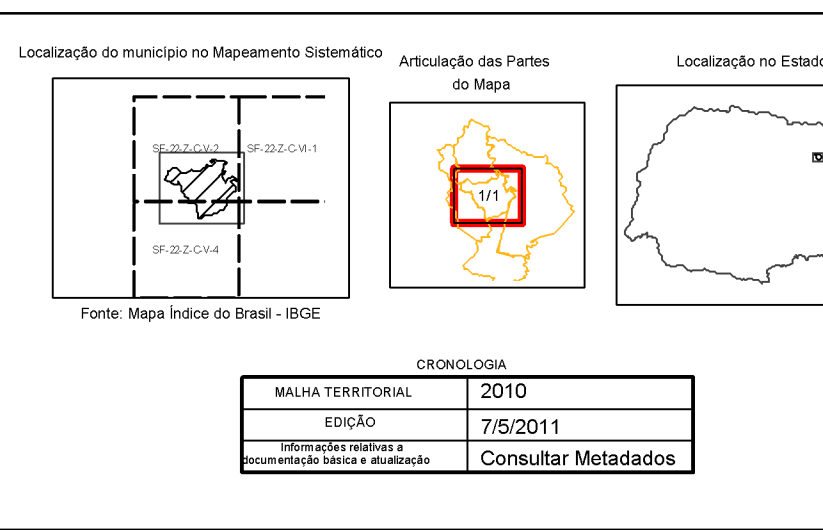 Localização do município no Mapeamento Sistemático
Articulação das Partes
do Mapa
Localização no Estado
SF-22-Z-C-V-2
SF-22-Z-C-VI-1
SF-22-Z-C-V-4
1/1
Fonte: Mapa Índice do Brasil - IBGE
CRONOLOGIA
MALHA TERRITORIAL
2010
EDIÇÃO
7/5/2011
Informações relativas a
documentação básica e atualização
Consultar Metadados